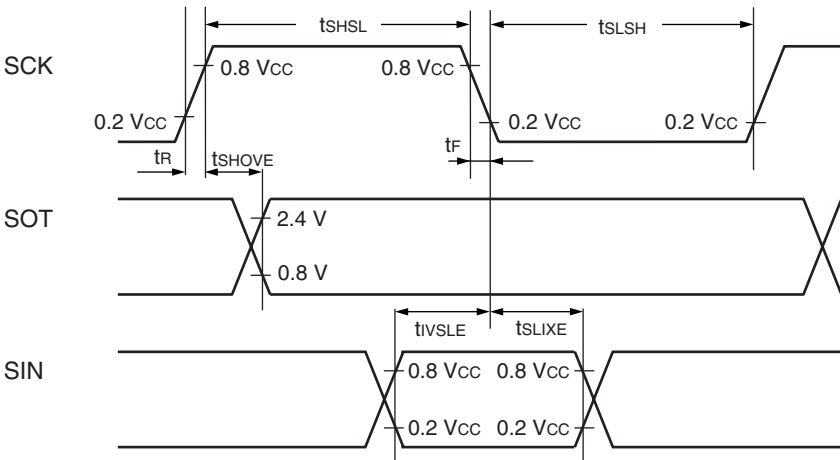 tSHSL
tSLSH
SCK
0.8 VCC
0.8 VCC
0.2 VCC
0.2 VCC
0.2 VCC
tR
tSHOVE
tF
SOT
2.4 V
0.8 V
tIVSLE
tSLIXE
SIN
0.8 VCC
0.8 VCC
0.2 VCC
0.2 VCC